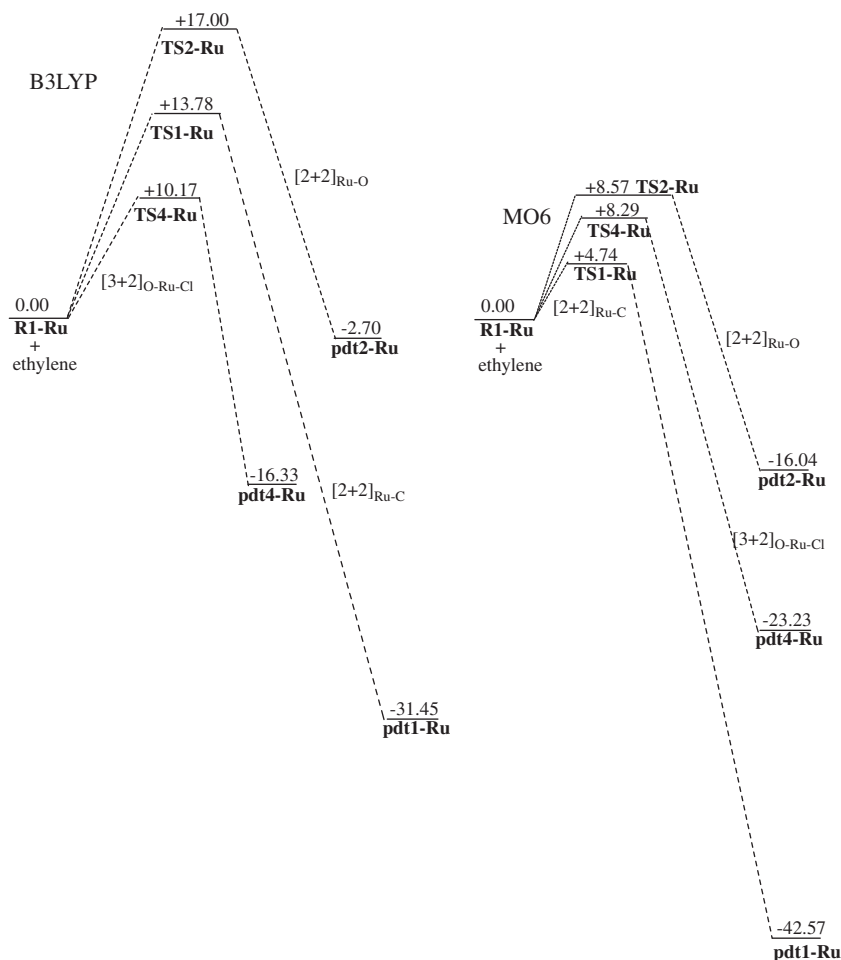 +17.00
TS2-Ru
B3LYP
+13.78
TS1-Ru
[2+2]Ru-O
+10.17
TS4-Ru
[3+2]O-Ru-Cl
0.00
R1-Ru
+
ethylene
-2.70
pdt2-Ru
-16.33
pdt4-Ru
[2+2]Ru-C
-31.45
pdt1-Ru
+8.57 TS2-Ru
MO6
+8.29
TS4-Ru
+4.74
TS1-Ru
0.00
[2+2]Ru-C
R1-Ru
+
ethylene
[2+2]Ru-O
-16.04
pdt2-Ru
[3+2]O-Ru-Cl
-23.23
pdt4-Ru
-42.57
pdt1-Ru